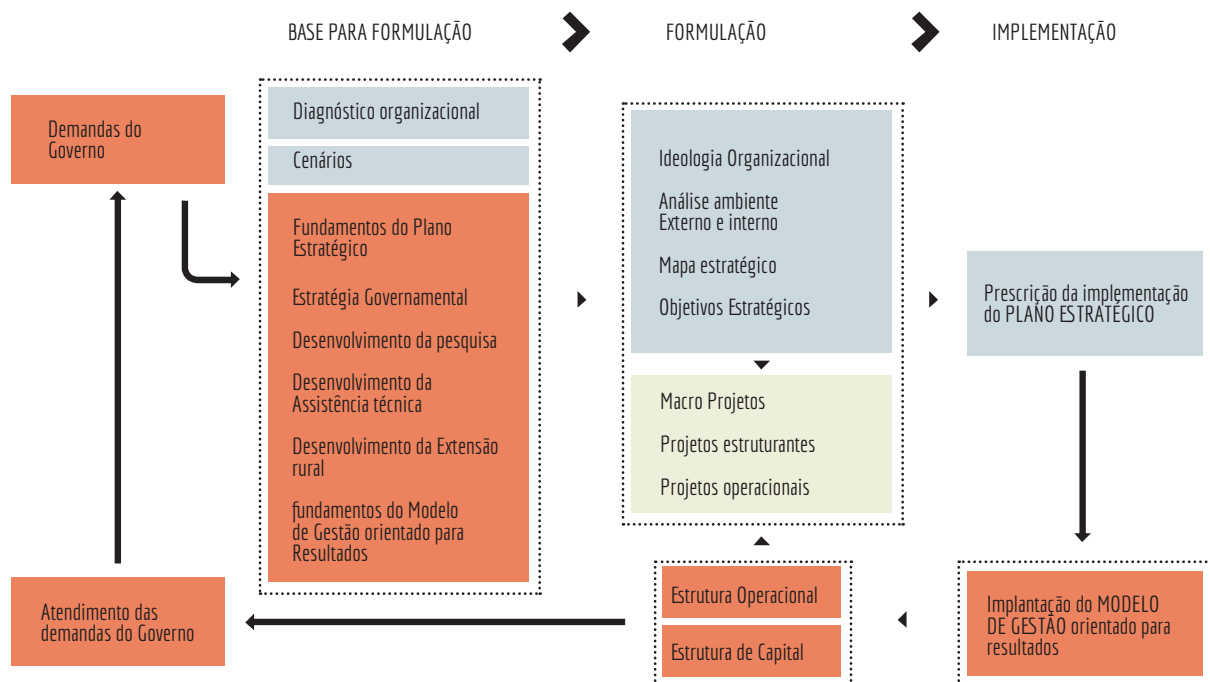 BASE PARA FORMULAÇÃO
FORMULAÇÃO
IMPLEMENTAÇÃO
Demandas do
Governo
Diagnóstico organizacional
Cenários
Fundamentos do Plano
Estratégico
Estratégia Governamental
Desenvolvimento da pesquisa
Desenvolvimento da
Assistência técnica
Desenvolvimento da Extensão
rural
fundamentos do Modelo
de Gestão orientado para
Resultados
Ideologia Organizacional
Análise ambiente
Externo e interno
Mapa estratégico
Objetivos Estratégicos
Macro Projetos
Projetos estruturantes
Projetos operacionais
Prescrição da implementação
do PLANO ESTRATÉGICO
Implantação do MODELO
DE GESTÃO orientado para
resultados
Estrutura Operacional
Estrutura de Capital
Atendimento das
demandas do Governo